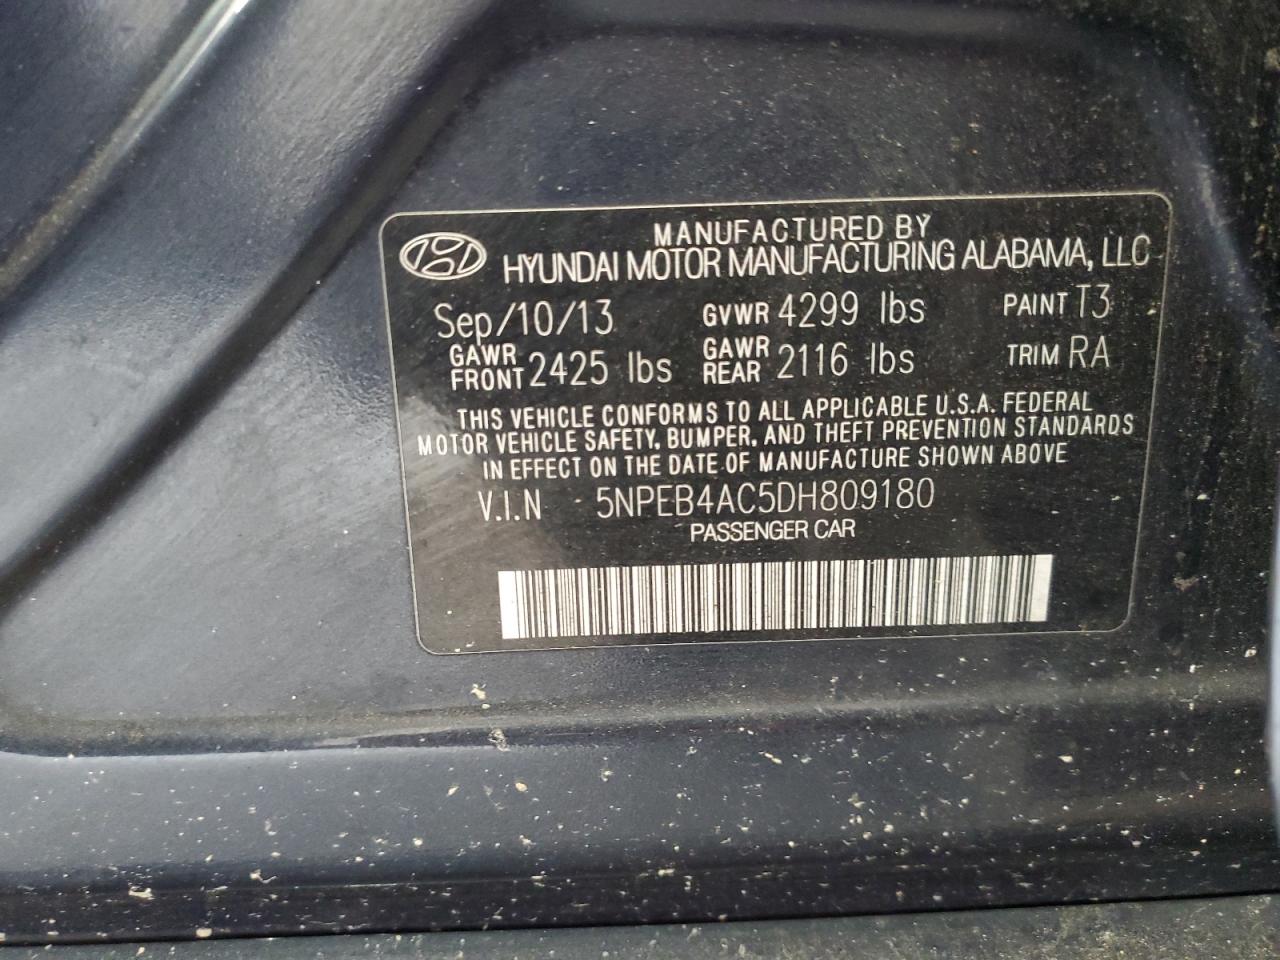 MANUFACTURED BY
HYUNDAI MOTOR MANUFACTURING ALABAMA, LLC
Sep/10/13 GVWR 4299 lbs PAINT T3
GAWR FRONT 2425 lbs GAWR REAR 2116 lbs TRIM RA
THIS VEHICLE CONFORMS TO ALL APPLICABLE U.S.A. FEDERAL
MOTOR VEHICLE SAFETY, BUMPER, AND THEFT PREVENTION STANDARDS
IN EFFECT ON THE DATE OF MANUFACTURE SHOWN ABOVE
V.I.N 5NPEB4AC5DH809180
PASSENGER CAR